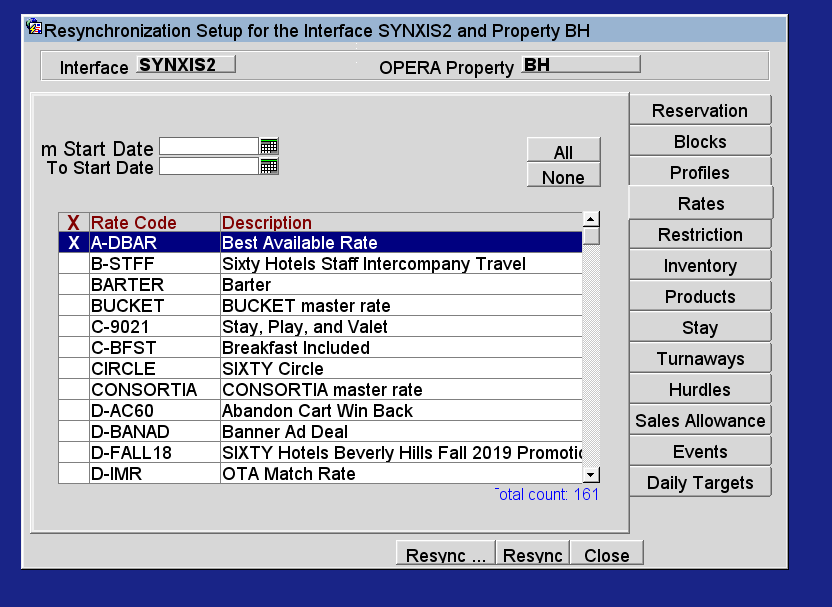 Resynchronization Setup for the Interface SYNXIS2 and Property BH
Interface SYNXIS2 OPERA Property BH
Reservation
Blocks
Profiles
Rates
Restriction
Inventory
Products
Stay
Turnaways
Hurdles
Sales Allowance
Events
Daily Targets
m Start Date
To Start Date
All
None
X Rate Code Description
X A-DBAR Best Available Rate
B-STFF Sixty Hotels Staff Intercompany Travel
BARTER Barter
BUCKET BUCKET master rate
C-9021 Stay, Play, and Valet
C-BFST Breakfast Included
CIRCLE SIXTY Circle
CONSORTIA CONSORTIA master rate
D-AC60 Abandon Cart Win Back
D-BANAD Banner Ad Deal
D-FALL18 SIXTY Hotels Beverly Hills Fall 2019 Promotic
D-IMR OTA Match Rate
Total count: 161
Resync ... Resync Close